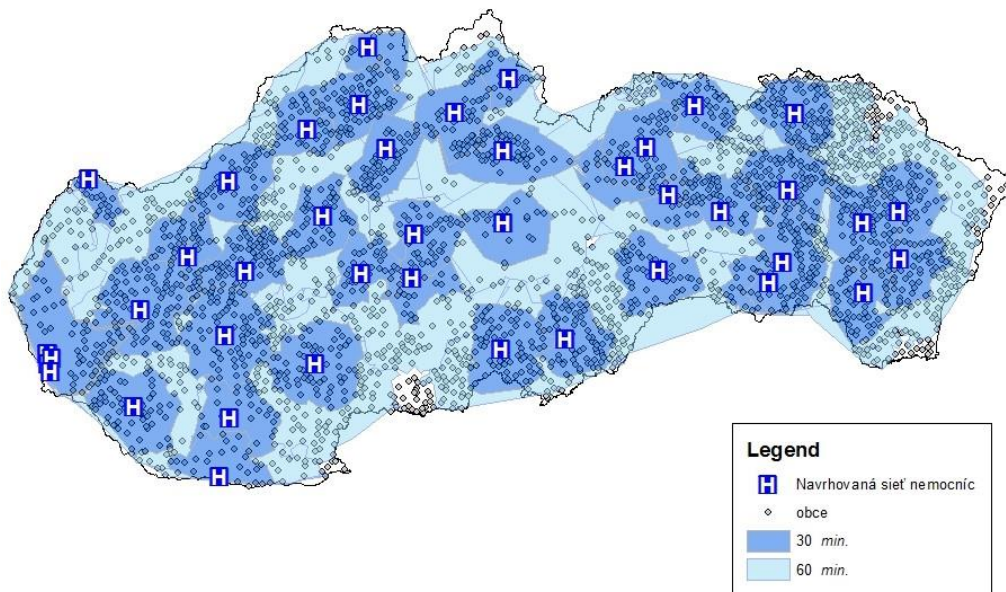 Legend
H Navrhovaná sieť nemocníc
obce
30 min.
60 min.